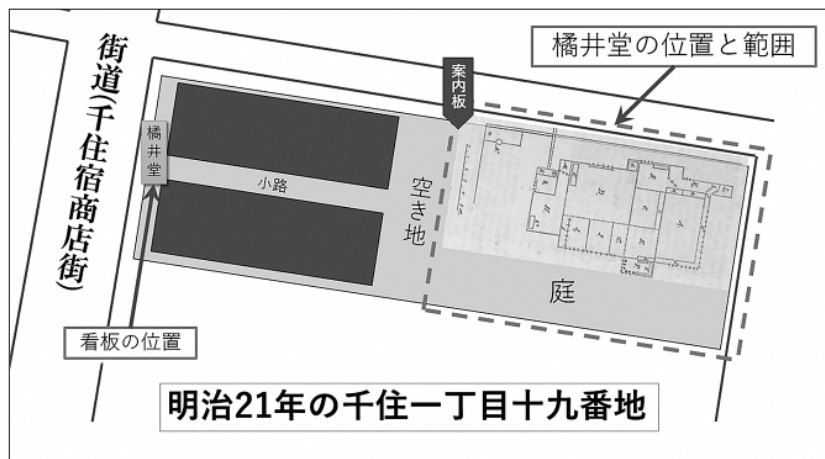 橘井堂の位置と範囲
街道(千住宿商店街)
案内板
橘井堂
小路
空き地
庭
看板の位置
明治21年の千住一丁目十九番地